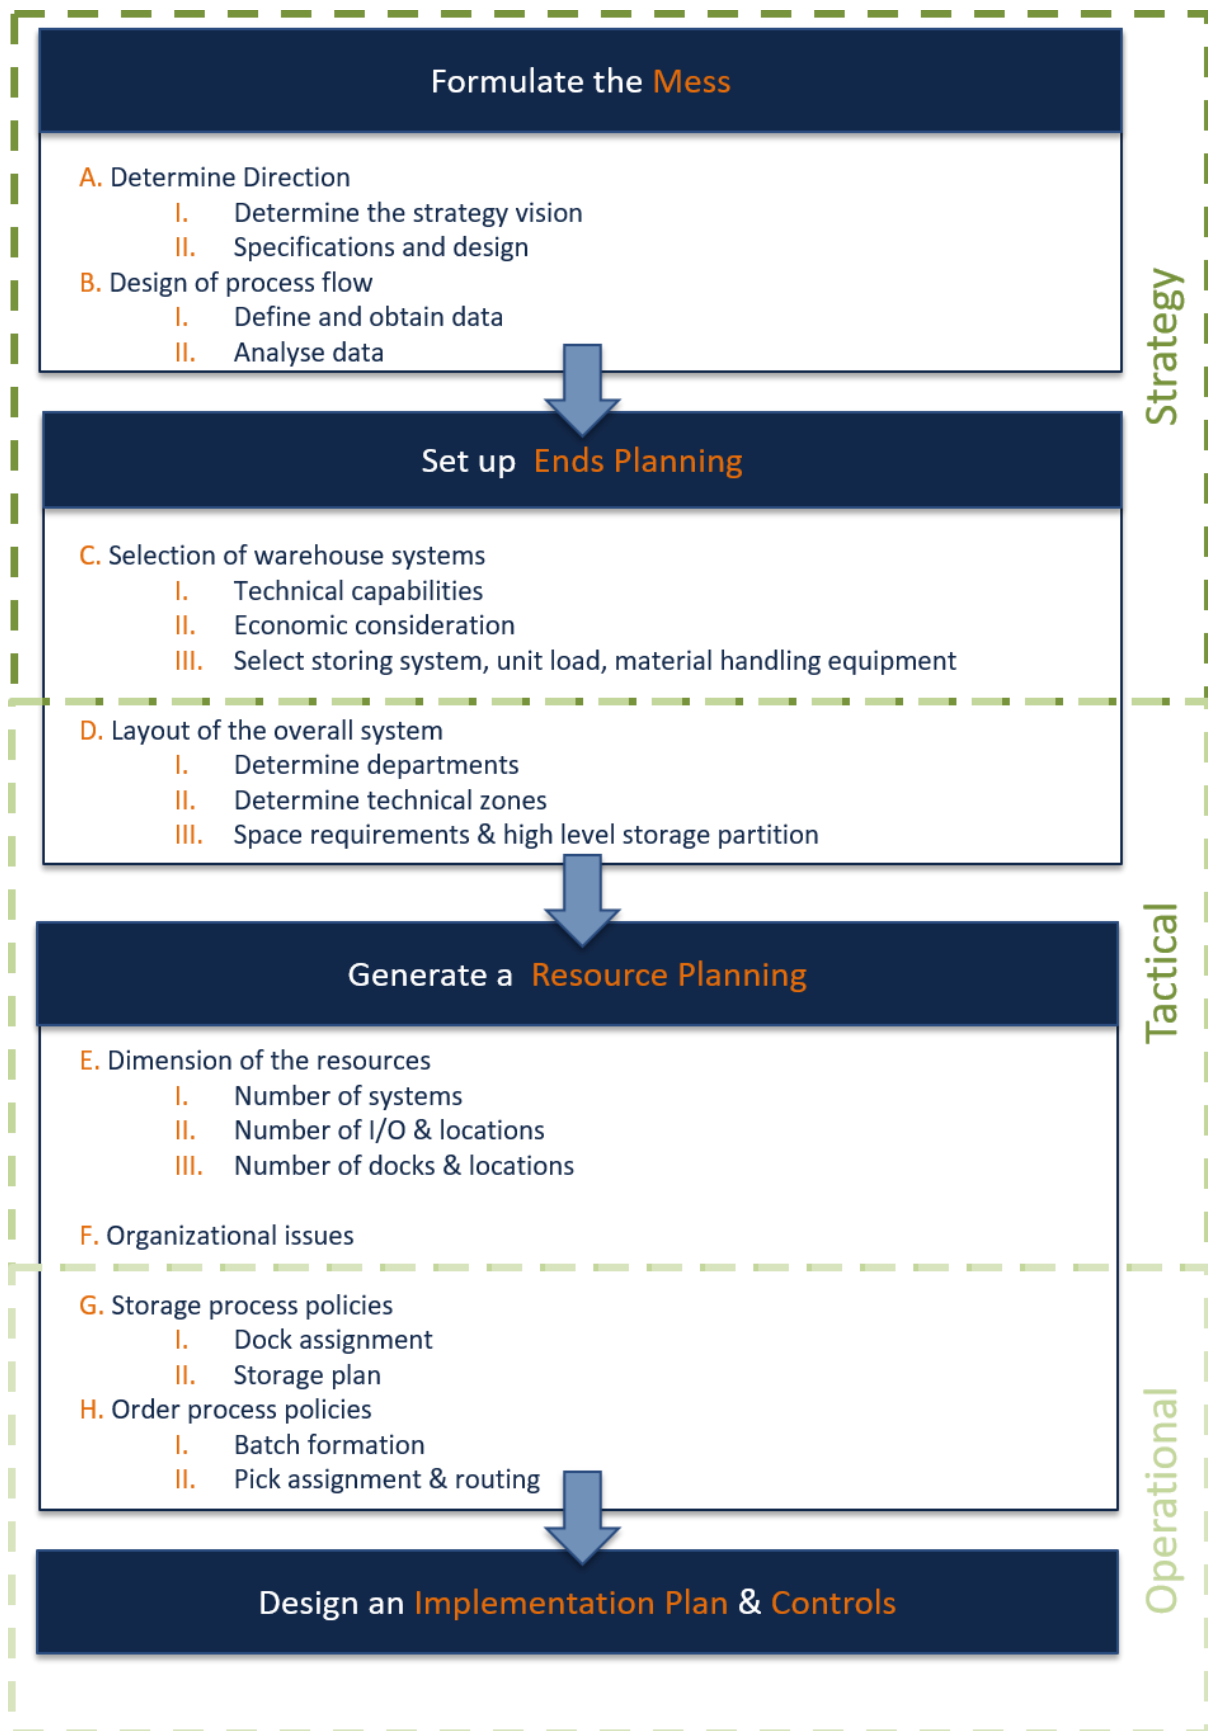 Formulate the Mess
A. Determine Direction
I. Determine the strategy vision
II. Specifications and design
B. Design of process flow
I. Define and obtain data
II. Analyse data
Strategy
Set up Ends Planning
C. Selection of warehouse systems
I. Technical capabilities
II. Economic consideration
III. Select storing system, unit load, material handling equipment
D. Layout of the overall system
I. Determine departments
II. Determine technical zones
III. Space requirements & high level storage partition
Tactical
Generate a Resource Planning
E. Dimension of the resources
I. Number of systems
II. Number of I/O & locations
III. Number of docks & locations
F. Organizational issues
G. Storage process policies
I. Dock assignment
II. Storage plan
H. Order process policies
I. Batch formation
II. Pick assignment & routing
Operational
Design an Implementation Plan & Controls